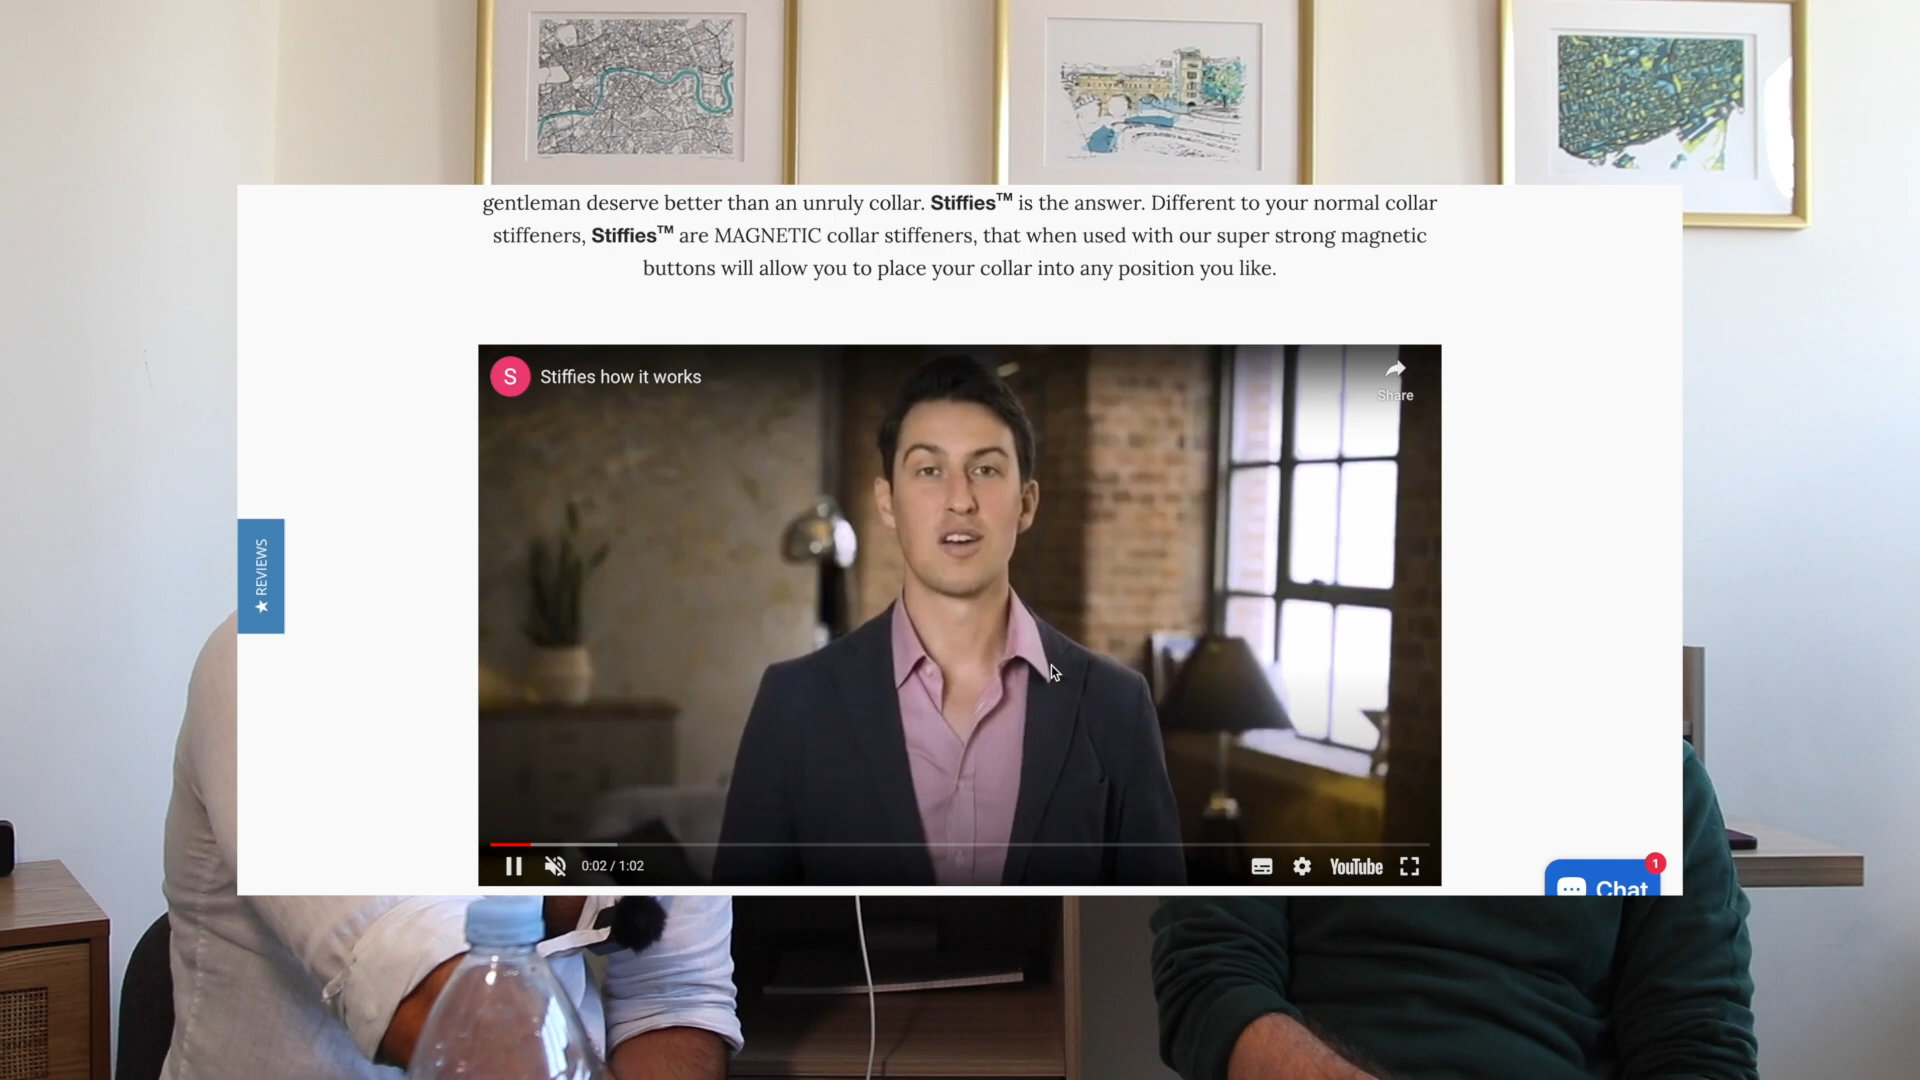 gentleman deserve better than an unruly collar. Stiffies™ is the answer. Different to your normal collar
stiffeners, Stiffies™ are MAGNETIC collar stiffeners, that when used with our super strong magnetic
buttons will allow you to place your collar into any position you like.
S Stiffies how it works
Share
★ REVIEWS
0:02 / 1:02
YouTube
1
Chat